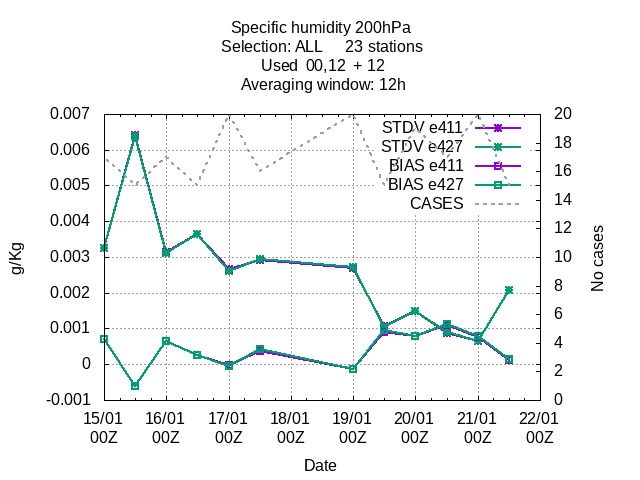 Specific humidity 200hPa
Selection: ALL     23 stations
Used  00,12  + 12
Averaging window: 12h
0.007
0.006
0.005
0.004
0.003
0.002
0.001
0
-0.001
g/Kg
STDV e411
STDV e427
BIAS e411
BIAS e427
CASES
20
18
16
14
12
10
8
6
4
2
0
No cases
15/01 16/01 17/01 18/01 19/01 20/01 21/01 22/01
00Z 00Z 00Z 00Z 00Z 00Z 00Z 00Z
Date